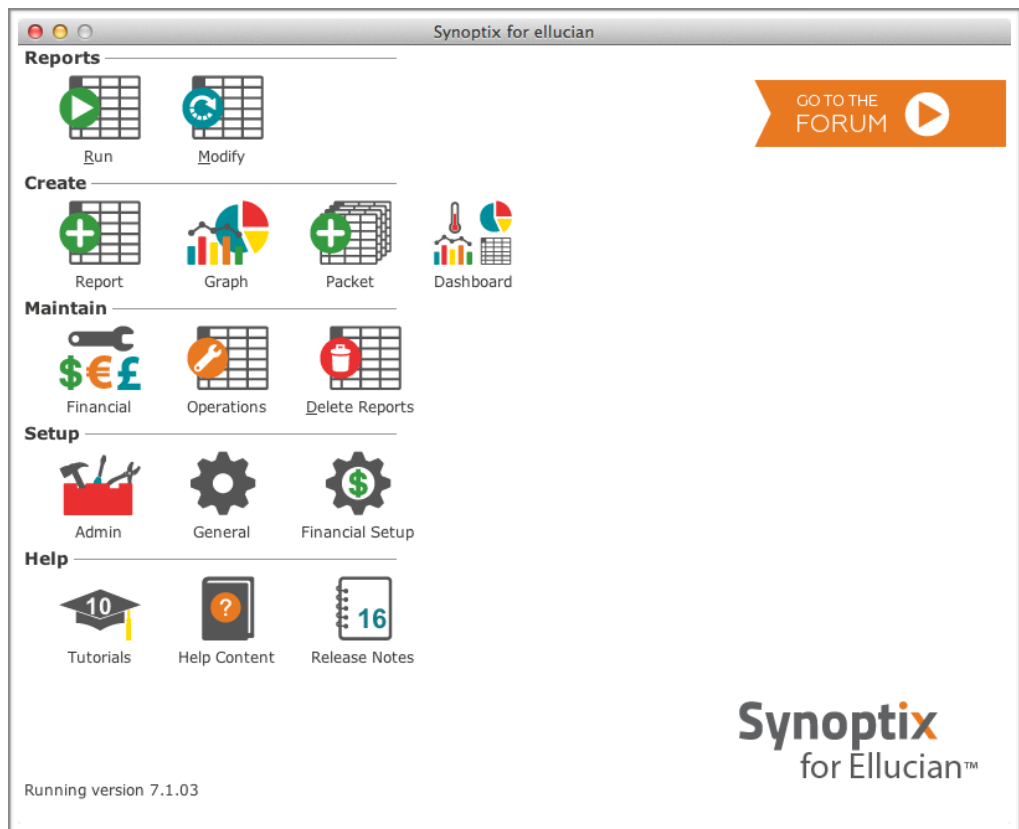 Synoptix for ellucian
Reports
GO TO THE
FORUM
Run Modify
Create
Report Graph Packet Dashboard
Maintain
$ € £
Financial Operations Delete Reports
Setup
$
Admin General Financial Setup
Help
10 ? 16
Tutorials Help Content Release Notes
Synoptix
for Ellucian™
Running version 7.1.03